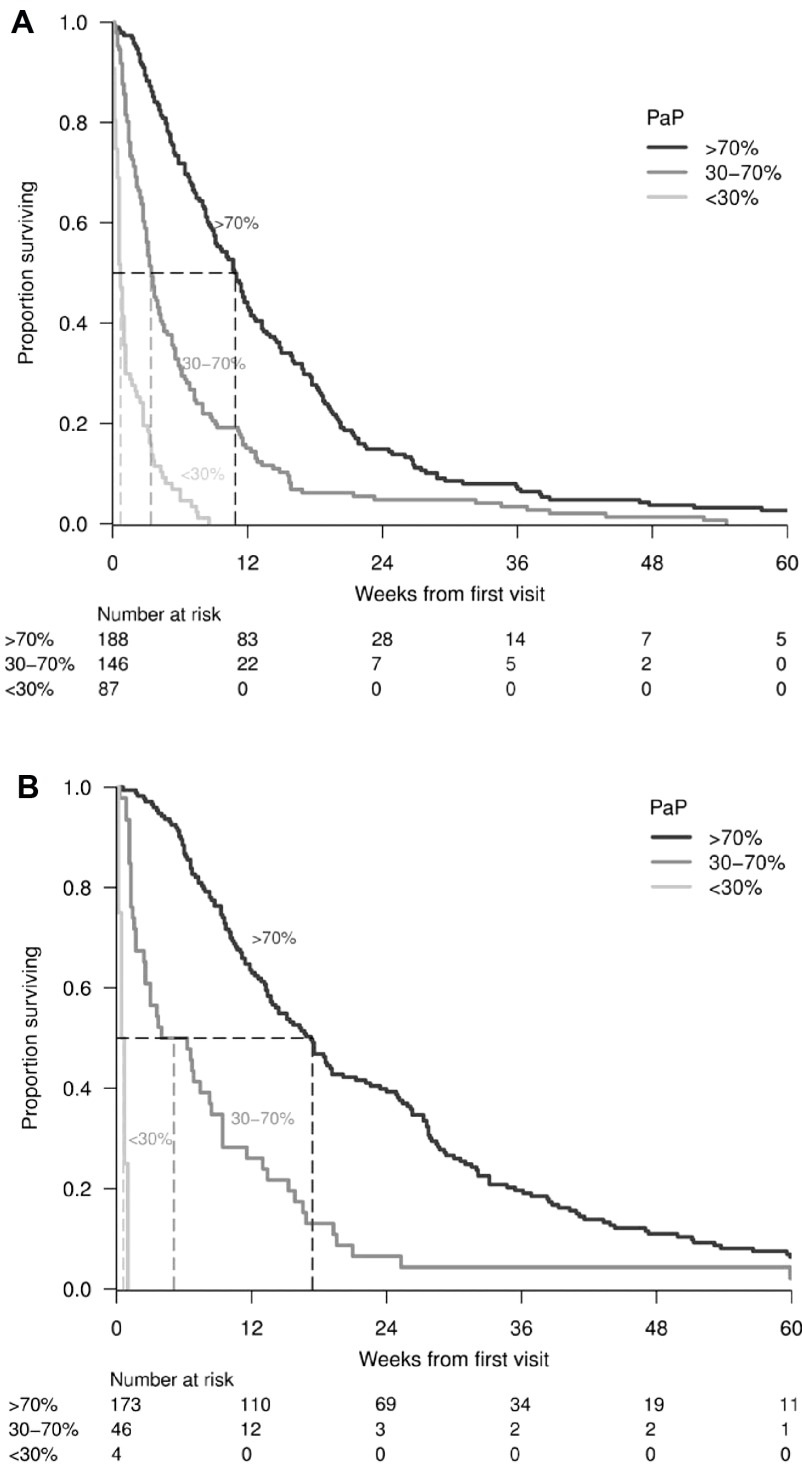 A
1.0
0.8
0.6
0.4
0.2
0.0
Proportion surviving
PaP
>70%
30–70%
<30%
>70%
30–70%
<30%
0 12 24 36 48 60
Weeks from first visit
Number at risk
>70% 188 83 28 14 7 5
30–70% 146 22 7 5 2 0
<30% 87 0 0 0 0 0
B
1.0
0.8
0.6
0.4
0.2
0.0
Proportion surviving
PaP
>70%
30–70%
<30%
>70%
30–70%
<30%
0 12 24 36 48 60
Weeks from first visit
Number at risk
>70% 173 110 69 34 19 11
30–70% 46 12 3 2 2 1
<30% 4 0 0 0 0 0